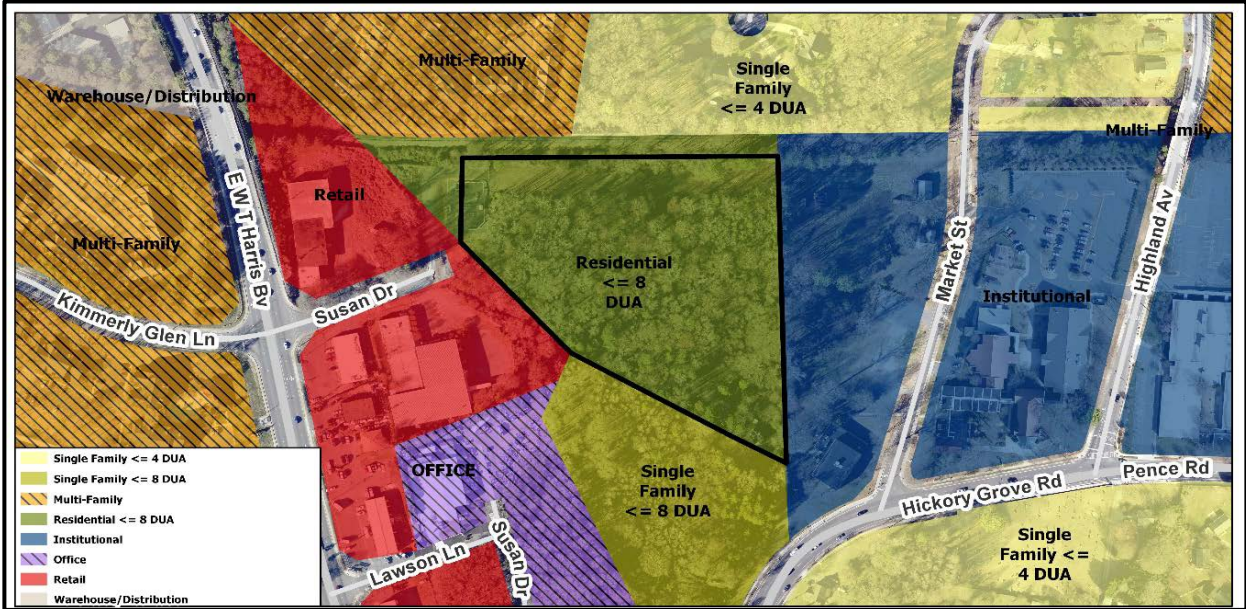 Multi-Family
Single
Family
<= 4 DUA
Warehouse/Distribution
Multi-Family
Retail
E W T Harris Bv
Multi-Family
Residential
<= 8
DUA
Market St
Highland Av
Institutional
Kimmerly Glen Ln
Susan Dr
OFFICE
Single
Family
<= 8 DUA
Hickory Grove Rd
Pence Rd
Lawson Ln
Susan Dr
Single
Family <=
4 DUA
Single Family <= 4 DUA
Single Family <= 8 DUA
Multi-Family
Residential <= 8 DUA
Institutional
Office
Retail
Warehouse/Distribution